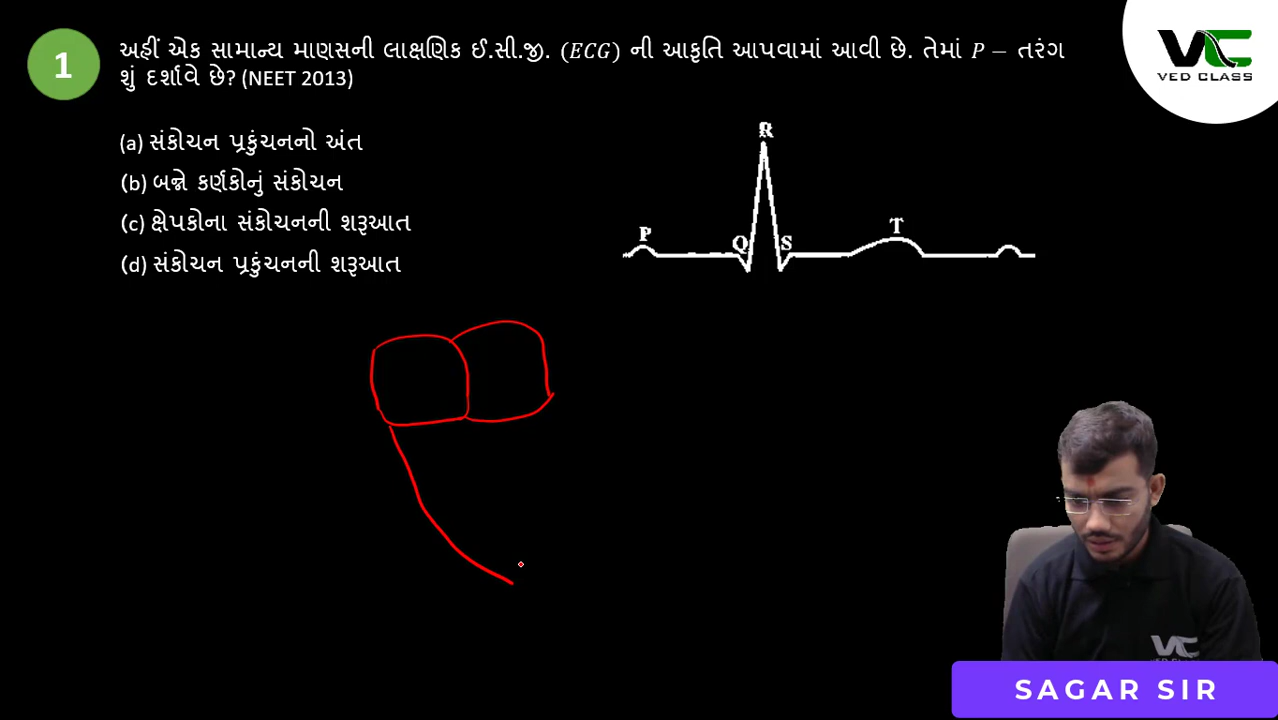 1
અહીં એક સામાન્ય માણસની લાક્ષણિક ઈ.સી.જી. (ECG) ની આકૃતિ આપવામાં આવી છે. તેમાં P − તરંગ
શું દર્શાવે છે? (NEET 2013)
(a) સંકોચન પ્રકુંચનનો અંત
(b) બન્ને કર્ણકોનું સંકોચન
(c) ક્ષેપકોના સંકોચનની શરૂઆત
(d) સંકોચન પ્રકુંચનની શરૂઆત
R
P
Q
S
T
VC
VED CLASS
VC
SAGAR SIR